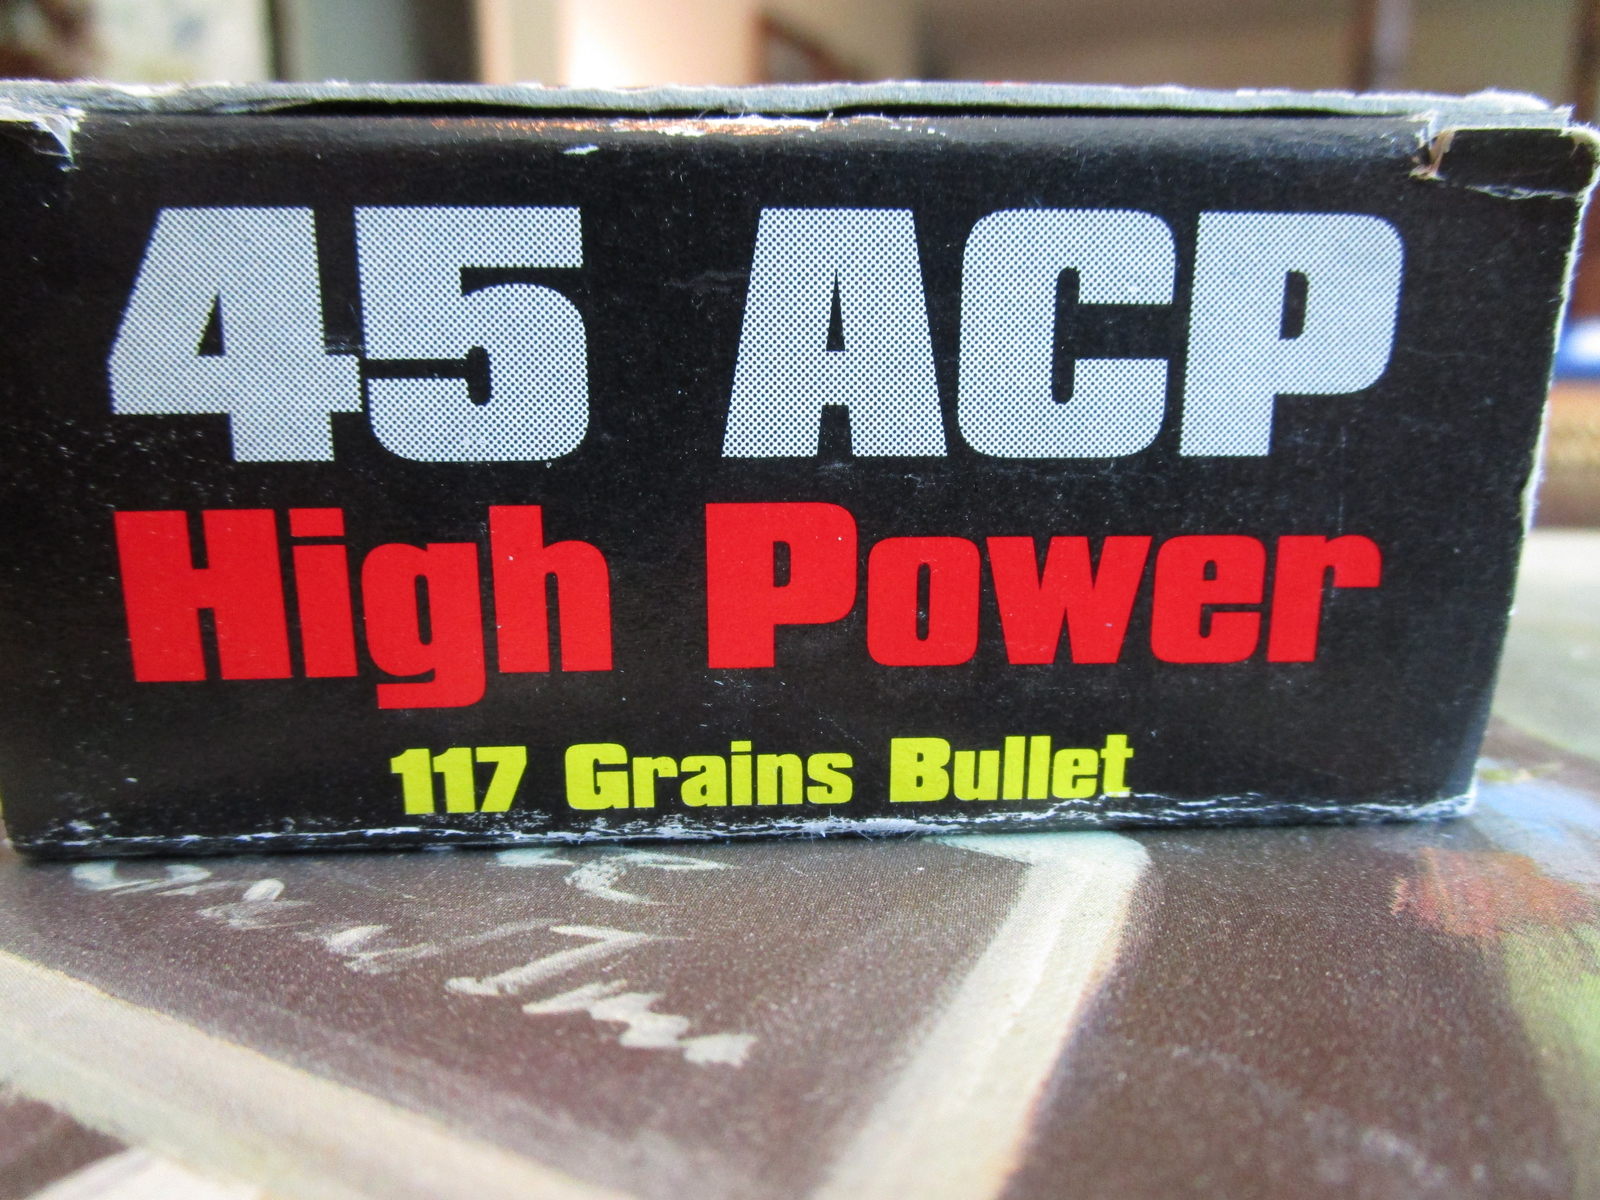 45 ACP
High Power
117 Grains Bullet